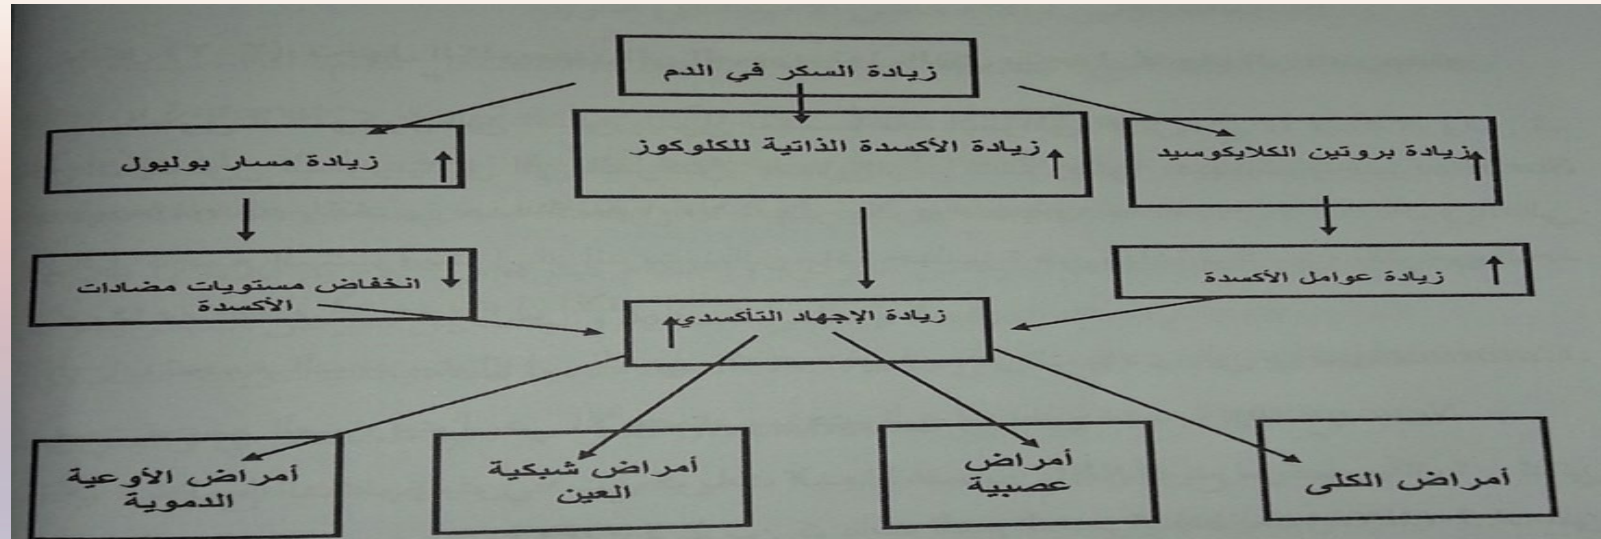 زيادة السكر في الدم
زيادة بروتين الكلايكوسيد
زيادة الأكسدة الذاتية للكلوكوز
زيادة مسار بوليول
زيادة عوامل الأكسدة
انخفاض مستويات مضادات
الأكسدة
زيادة الإجهاد التأكسدي
أمراض الكلى
أمراض
عصبية
أمراض شبكية
العين
أمراض الأوعية
الدموية